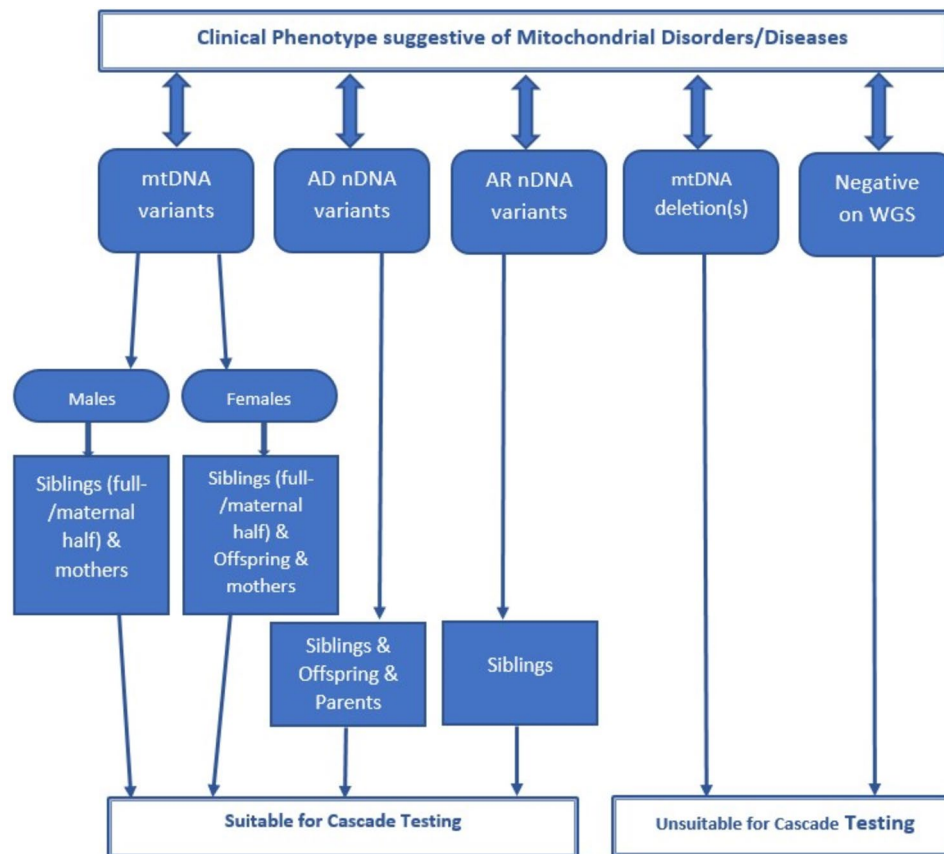 Clinical Phenotype suggestive of Mitochondrial Disorders/Diseases
mtDNA
variants
AD nDNA
variants
AR nDNA
variants
mtDNA
deletion(s)
Negative
on WGS
Males
Females
Siblings (full-
/maternal
half) &
mothers
Siblings (full-
/maternal
half) &
Offspring &
mothers
Siblings &
Offspring &
Parents
Siblings
Suitable for Cascade Testing
Unsuitable for Cascade Testing